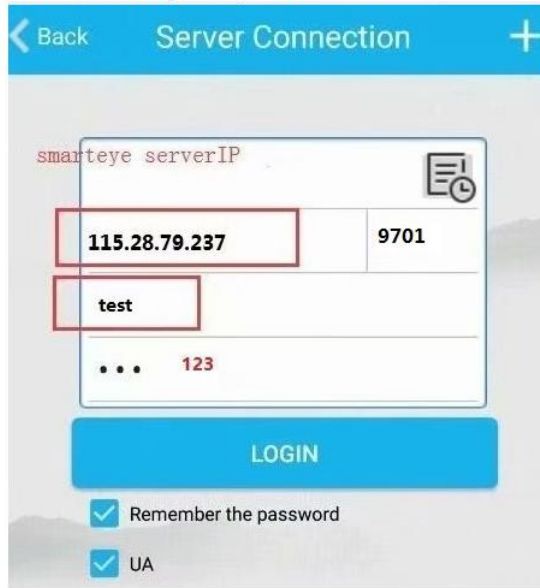 Back Server Connection +
smarteye serverIP
115.28.79.237 9701
test
••• 123
LOGIN
Remember the password
UA